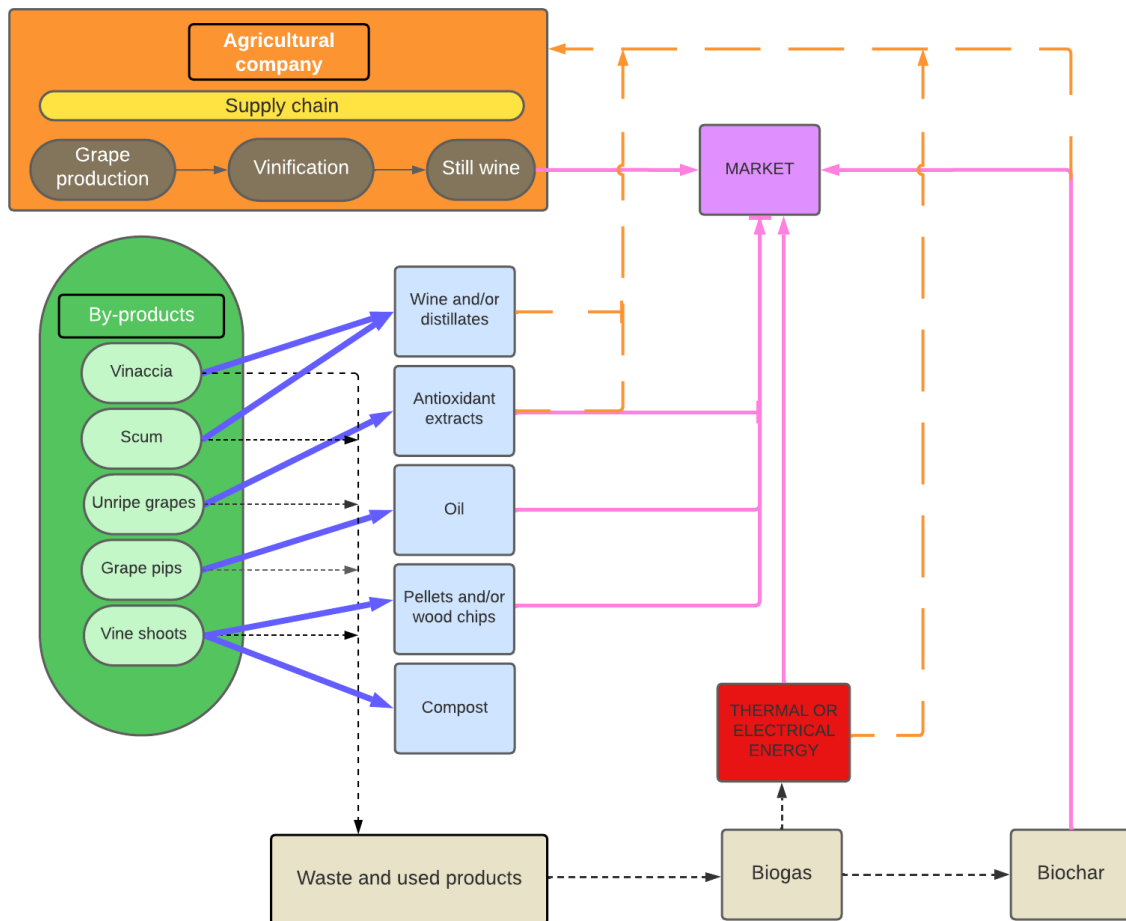 Agricultural
company
Supply chain
Grape
production
Vinification
Still wine
MARKET
By-products
Vinaccia
Scum
Unripe grapes
Grape pips
Vine shoots
Wine and/or
distillates
Antioxidant
extracts
Oil
Pellets and/or
wood chips
Compost
THERMAL OR
ELECTRICAL
ENERGY
Waste and used products
Biogas
Biochar